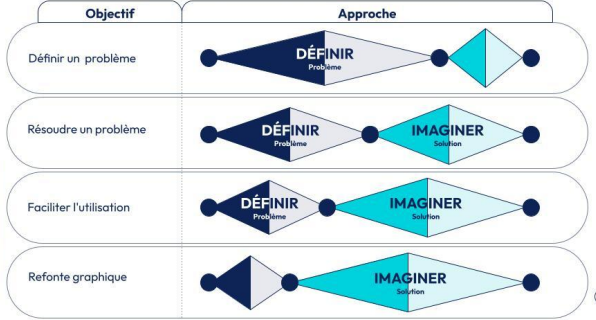 Objectif
Approche
Définir un problème
DÉFINIR
Problème
Résoudre un problème
DÉFINIR
Problème
IMAGINER
Solution
Faciliter l'utilisation
DÉFINIR
Problème
IMAGINER
Solution
Refonte graphique
IMAGINER
Solution